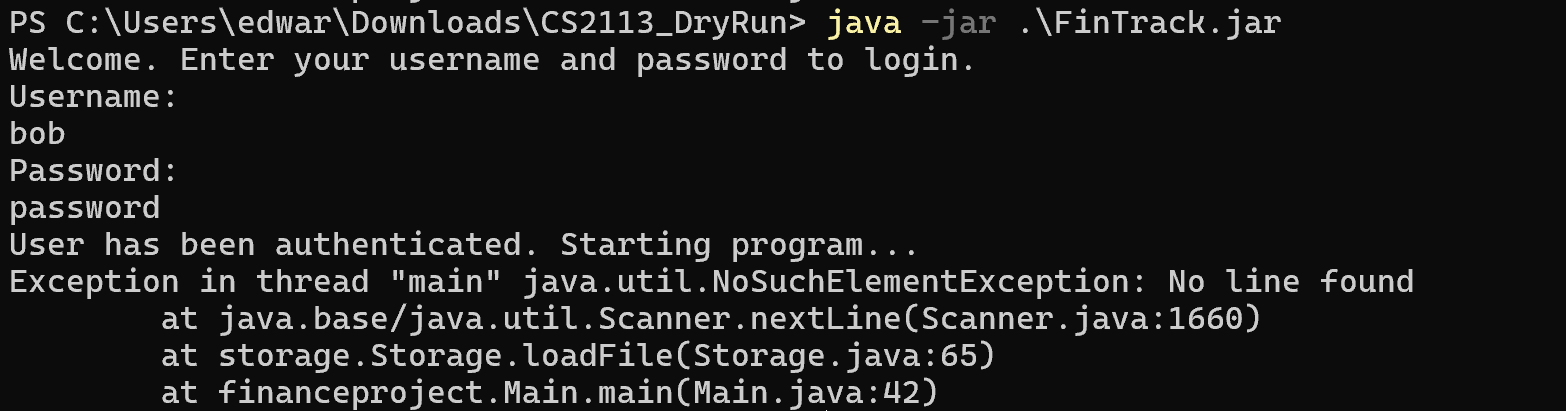 PS C:\Users\edwar\Downloads\CS2113_DryRun> java -jar .\FinTrack.jar
Welcome. Enter your username and password to login.
Username:
bob
Password:
password
User has been authenticated. Starting program...
Exception in thread "main" java.util.NoSuchElementException: No line found
        at java.base/java.util.Scanner.nextLine(Scanner.java:1660)
        at storage.Storage.loadFile(Storage.java:65)
        at financeproject.Main.main(Main.java:42)